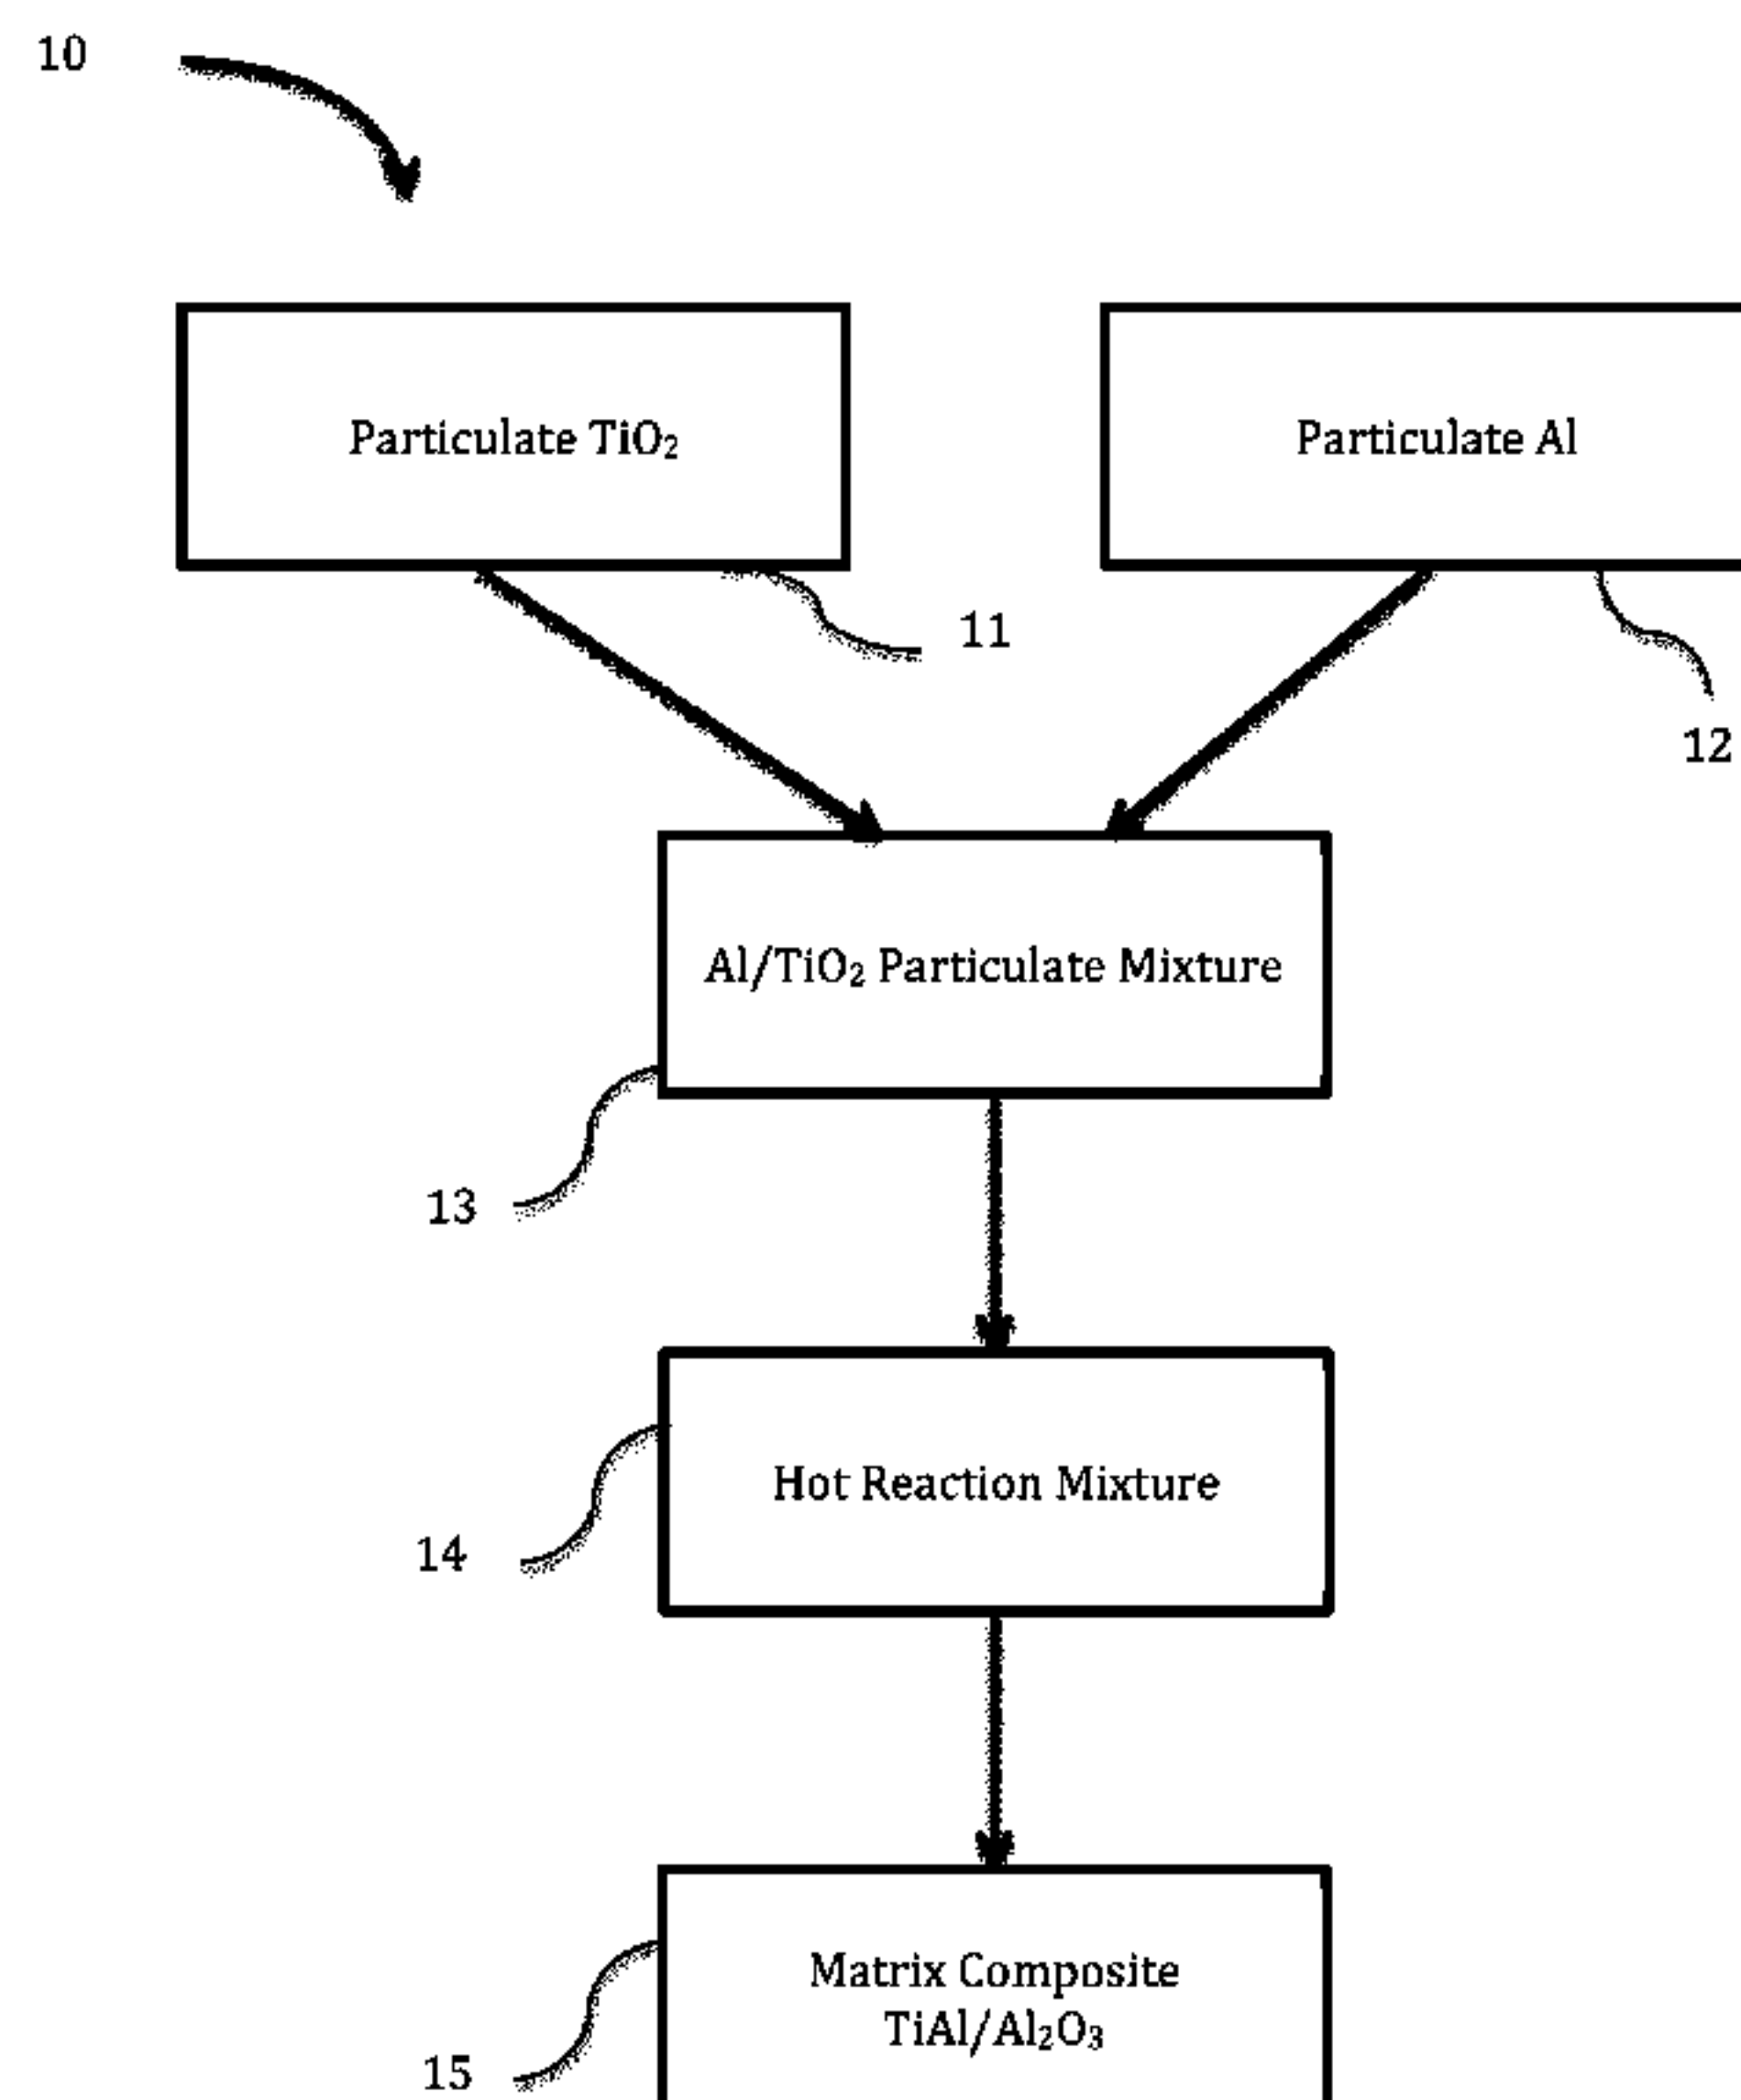 10
Particulate TiO₂
Particulate Al
11
12
Al/TiO₂ Particulate Mixture
13
Hot Reaction Mixture
14
Matrix Composite
TiAl/Al₂O₃
15